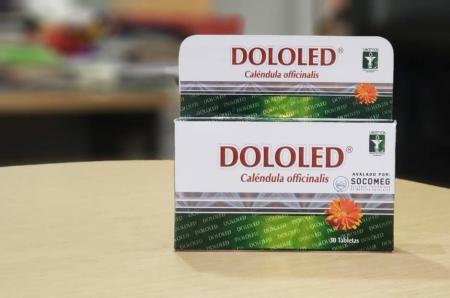 DOLOLED®
Caléndula officinalis
DOLOLED®
Caléndula officinalis
AVALADO POR:
SOCOMEG
30 Tabletas